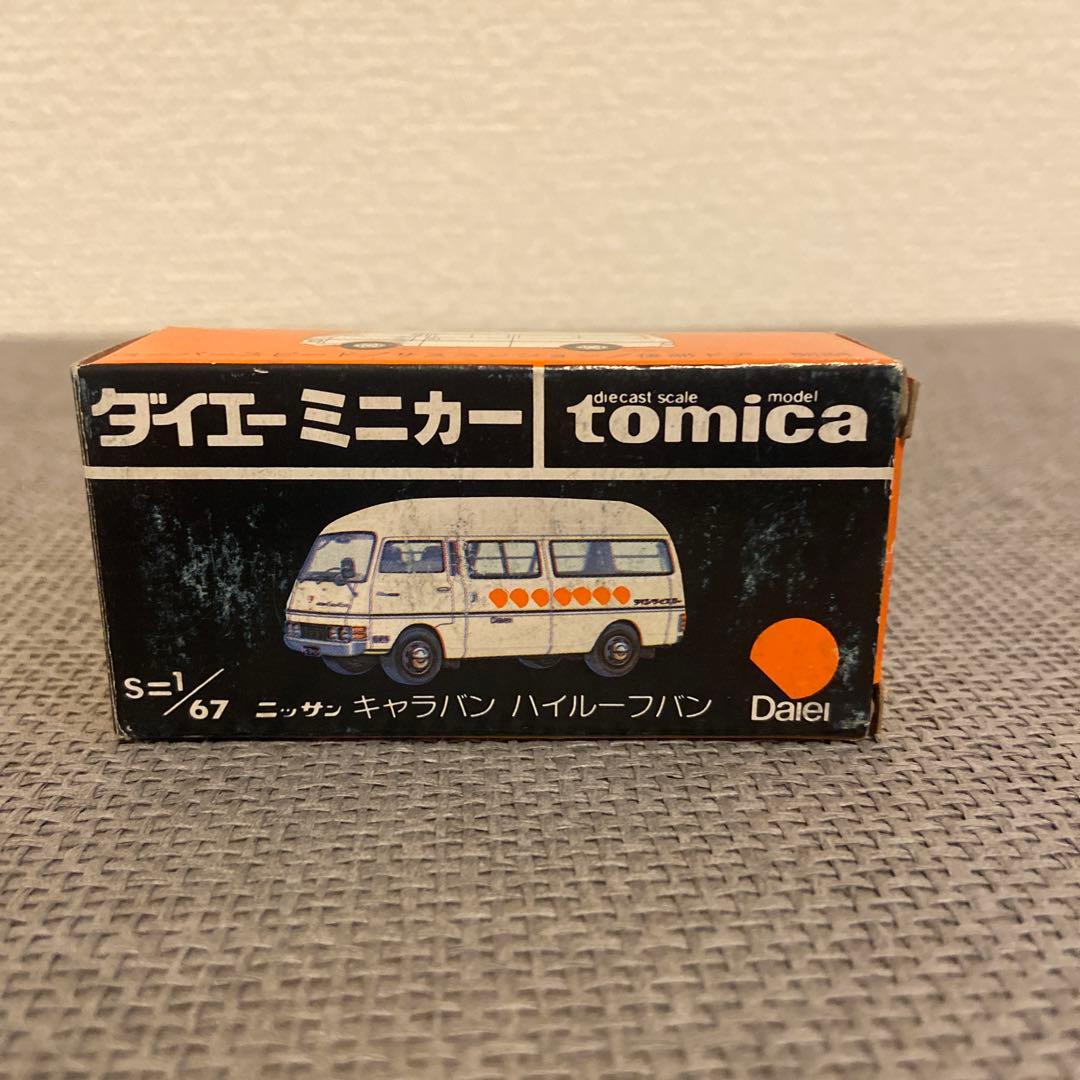 ダイエーミニカー
diecast scale model
tomica
Daiei
S=1/67
ニッサン キャラバン ハイルーフバン
Daiei